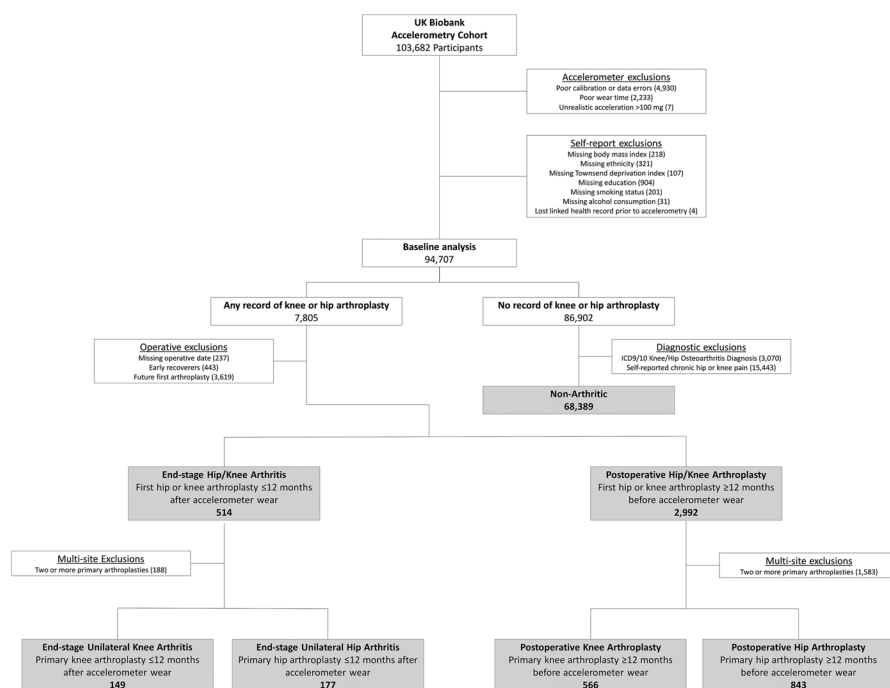 UK Biobank
Accelerometry Cohort
103,682 Participants
Accelerometer exclusions
Poor calibration or data errors (4,930)
Poor wear time (2,233)
Unrealistic acceleration >100 mg (7)
Self-report exclusions
Missing body mass index (218)
Missing ethnicity (321)
Missing Townsend deprivation index (107)
Missing education (904)
Missing smoking status (201)
Missing alcohol consumption (31)
Lost linked health record prior to accelerometry (4)
Baseline analysis
94,707
Any record of knee or hip arthroplasty
7,805
No record of knee or hip arthroplasty
86,902
Operative exclusions
Missing operative date (237)
Early recoverers (443)
Future first arthroplasty (3,619)
Diagnostic exclusions
ICD9/10 Knee/Hip Osteoarthritis Diagnosis (3,070)
Self-reported chronic hip or knee pain (15,443)
Non-Arthritic
68,389
End-stage Hip/Knee Arthritis
First hip or knee arthroplasty ≤12 months
after accelerometer wear
514
Postoperative Hip/Knee Arthroplasty
First hip or knee arthroplasty ≥12 months
before accelerometer wear
2,992
Multi-site Exclusions
Two or more primary arthroplasties (188)
Multi-site exclusions
Two or more primary arthroplasties (1,583)
End-stage Unilateral Knee Arthritis
Primary knee arthroplasty ≤12 months
after accelerometer wear
149
End-stage Unilateral Hip Arthritis
Primary hip arthroplasty ≤12 months after
accelerometer wear
177
Postoperative Knee Arthroplasty
Primary knee arthroplasty ≥12 months
before accelerometer wear
566
Postoperative Hip Arthroplasty
Primary hip arthroplasty ≥12 months
before accelerometer wear
843